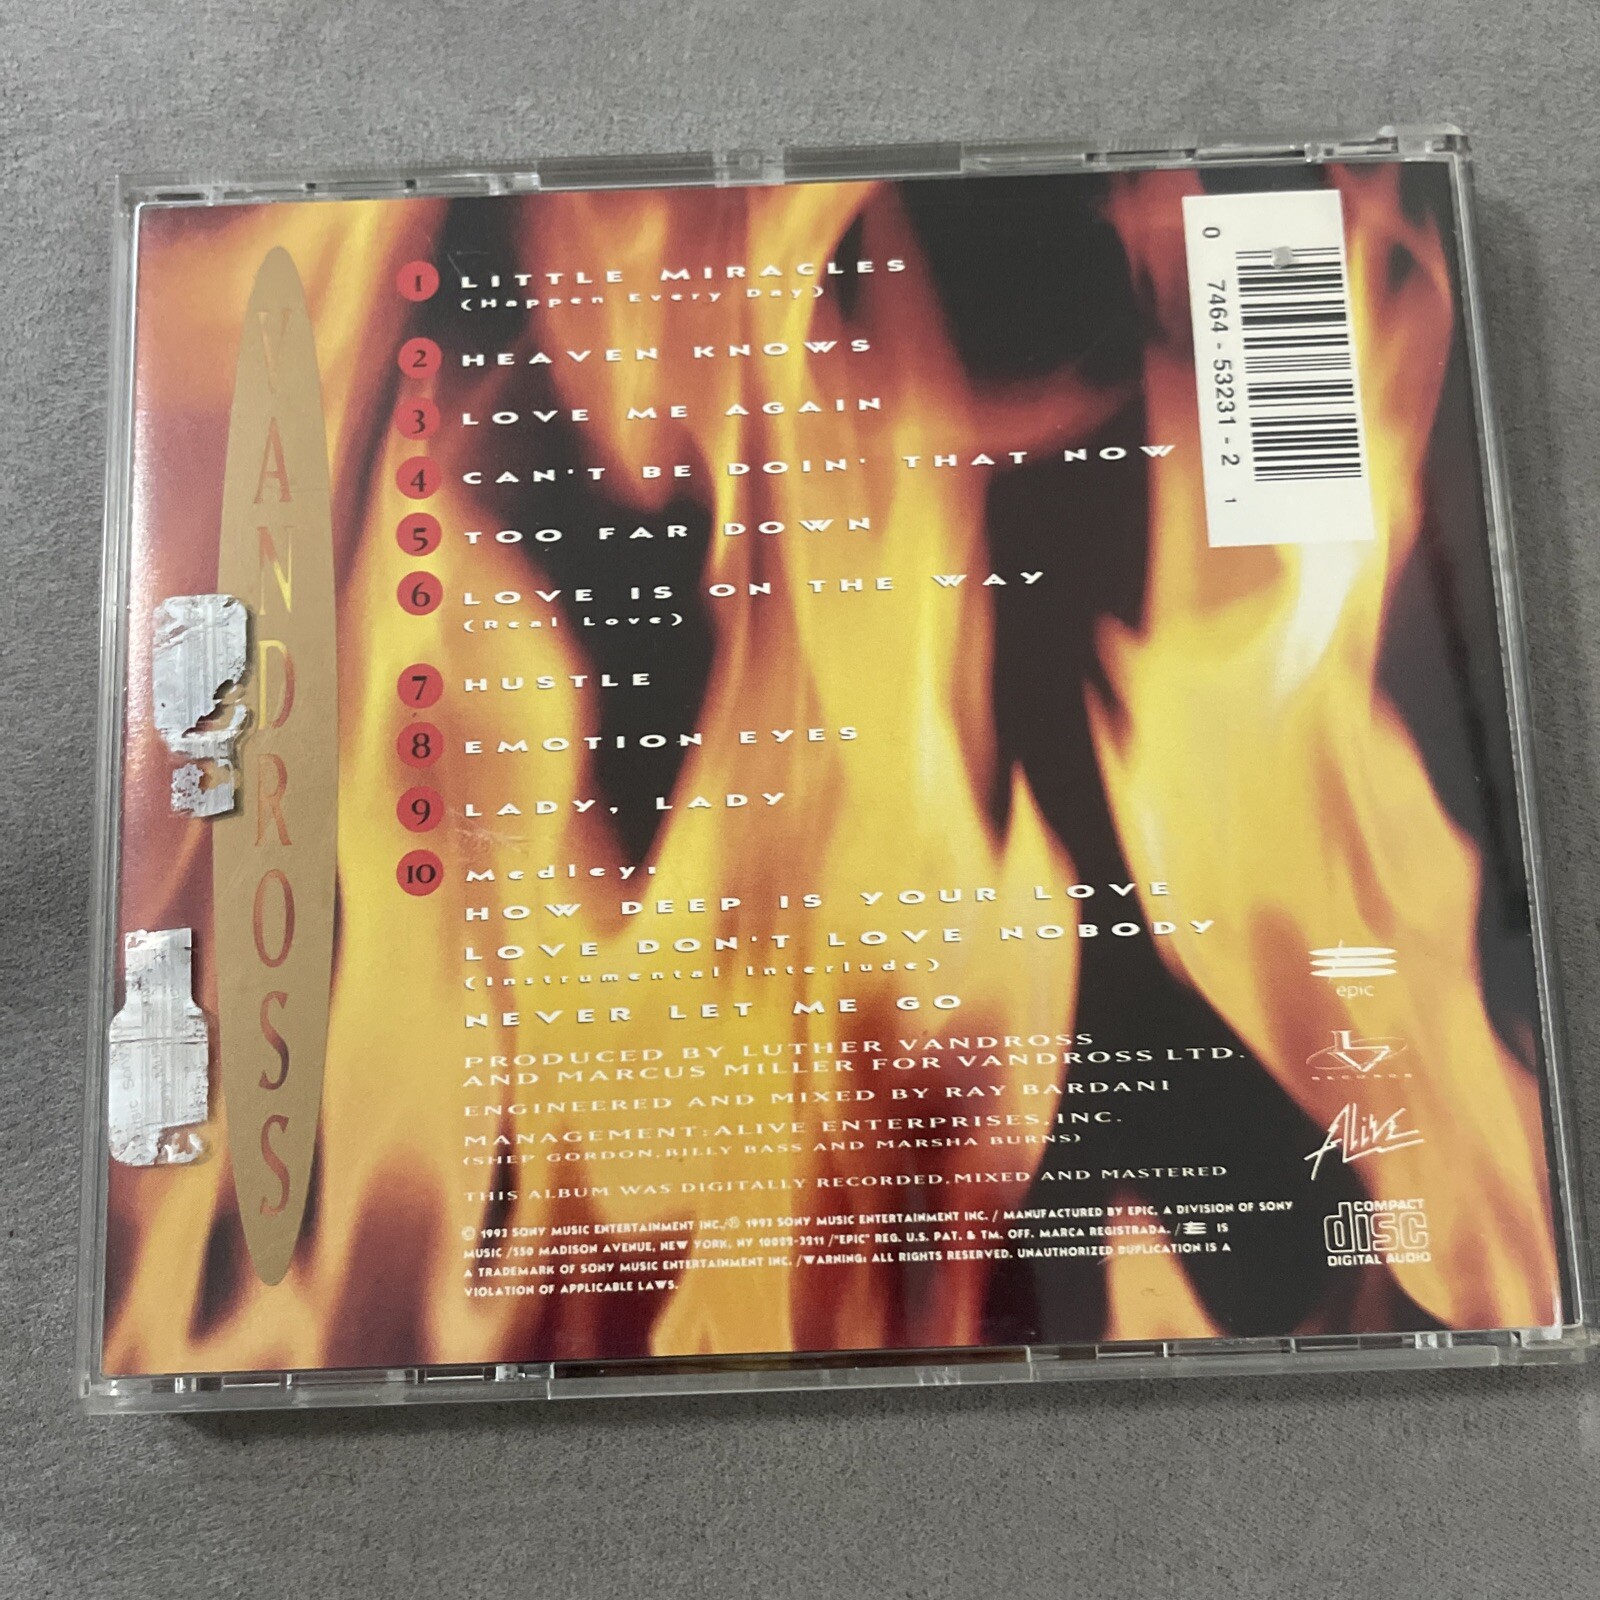 VANDROSS
1 LITTLE MIRACLES
(Happen Every Day)
2 HEAVEN KNOWS
3 LOVE ME AGAIN
4 CAN'T BE DOIN' THAT NOW
5 TOO FAR DOWN
6 LOVE IS ON THE WAY
(Real Love)
7 HUSTLE
8 EMOTION EYES
9 LADY, LADY
10 Medley:
HOW DEEP IS YOUR LOVE
LOVE DON'T LOVE NOBODY
(Instrumental Interlude)
NEVER LET ME GO
PRODUCED BY LUTHER VANDROSS
AND MARCUS MILLER FOR VANDROSS LTD.
ENGINEERED AND MIXED BY RAY BARDANI
MANAGEMENT: ALIVE ENTERPRISES, INC.
(SHEP GORDON, BILLY BASS AND MARSHA BURNS)
THIS ALBUM WAS DIGITALLY RECORDED, MIXED AND MASTERED
© 1993 SONY MUSIC ENTERTAINMENT INC./℗ 1993 SONY MUSIC ENTERTAINMENT INC. / MANUFACTURED BY EPIC, A DIVISION OF SONY
MUSIC /550 MADISON AVENUE, NEW YORK, NY 10022-3211 /"EPIC" REG. U.S. PAT. & TM. OFF. MARCA REGISTRADA. / IS
A TRADEMARK OF SONY MUSIC ENTERTAINMENT INC. /WARNING: ALL RIGHTS RESERVED. UNAUTHORIZED DUPLICATION IS A
VIOLATION OF APPLICABLE LAWS.
0 7464-53231-2 1
epic
LV
RECORDS
Alive
COMPACT
disc
DIGITAL AUDIO